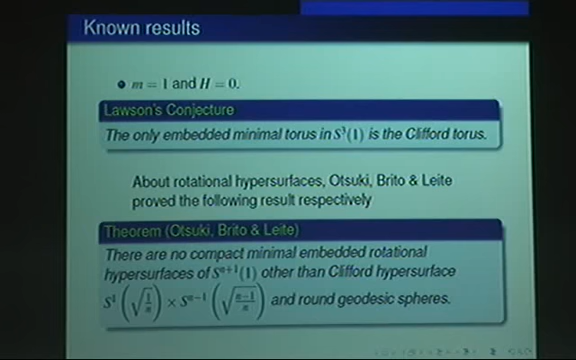 Known results
• m = 1 and H = 0.
Lawson's Conjecture
The only embedded minimal torus in S³(1) is the Clifford torus.
About rotational hypersurfaces, Otsuki, Brito & Leite
proved the following result respectively
Theorem (Otsuki, Brito & Leite)
There are no compact minimal embedded rotational
hypersurfaces of Sⁿ⁺¹(1) other than Clifford hypersurface
S¹(√(1/n)) × Sⁿ⁻¹(√((n−1)/n)) and round geodesic spheres.